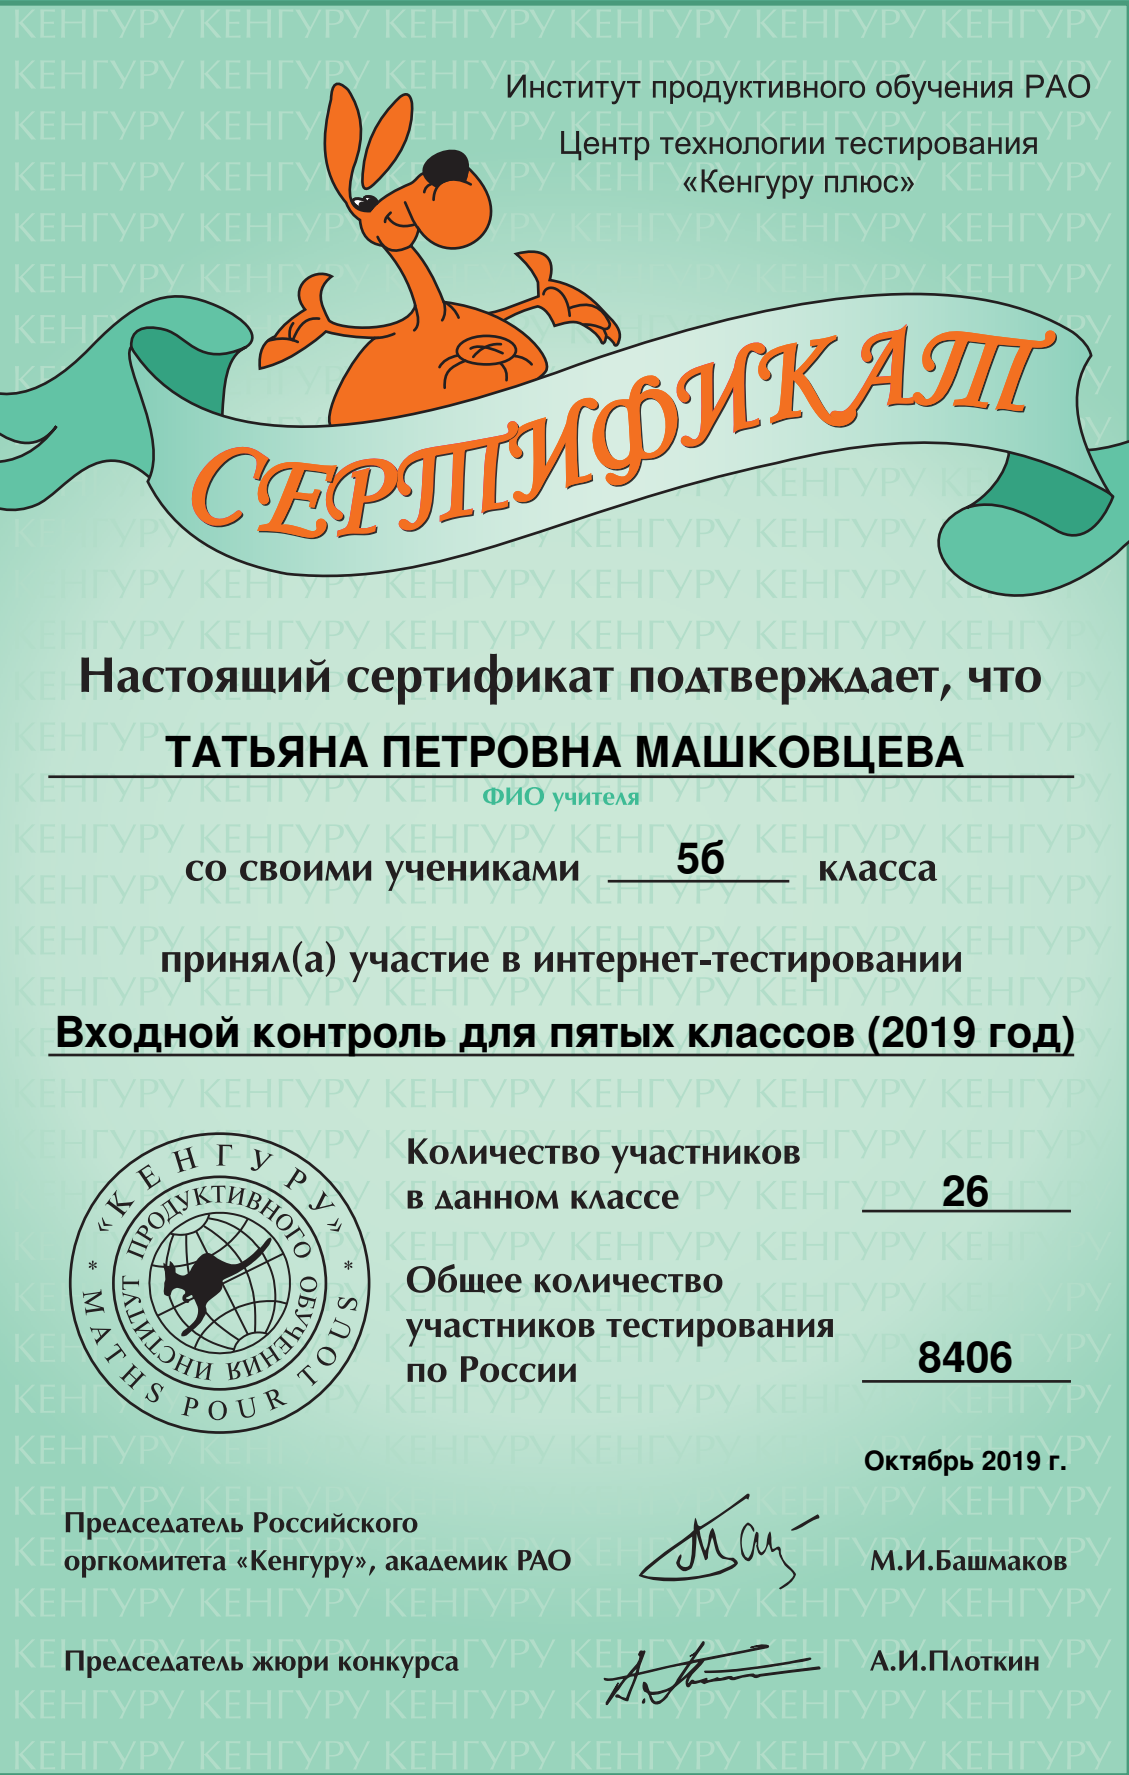 Институт продуктивного обучения РАО
Центр технологии тестирования
«Кенгуру плюс»
СЕРТИФИКАТ
Настоящий сертификат подтверждает, что
ТАТЬЯНА ПЕТРОВНА МАШКОВЦЕВА
ФИО учителя
со своими учениками 5б класса
принял(а) участие в интернет-тестировании
Входной контроль для пятых классов (2019 год)
«КЕНГУРУ»
* MATHS POUR TOUS *
ИНСТИТУТ ПРОДУКТИВНОГО ОБУЧЕНИЯ
Количество участников
в данном классе 26
Общее количество
участников тестирования
по России 8406
Октябрь 2019 г.
Председатель Российского
оргкомитета «Кенгуру», академик РАО М.И.Башмаков
Председатель жюри конкурса А.И.Плоткин